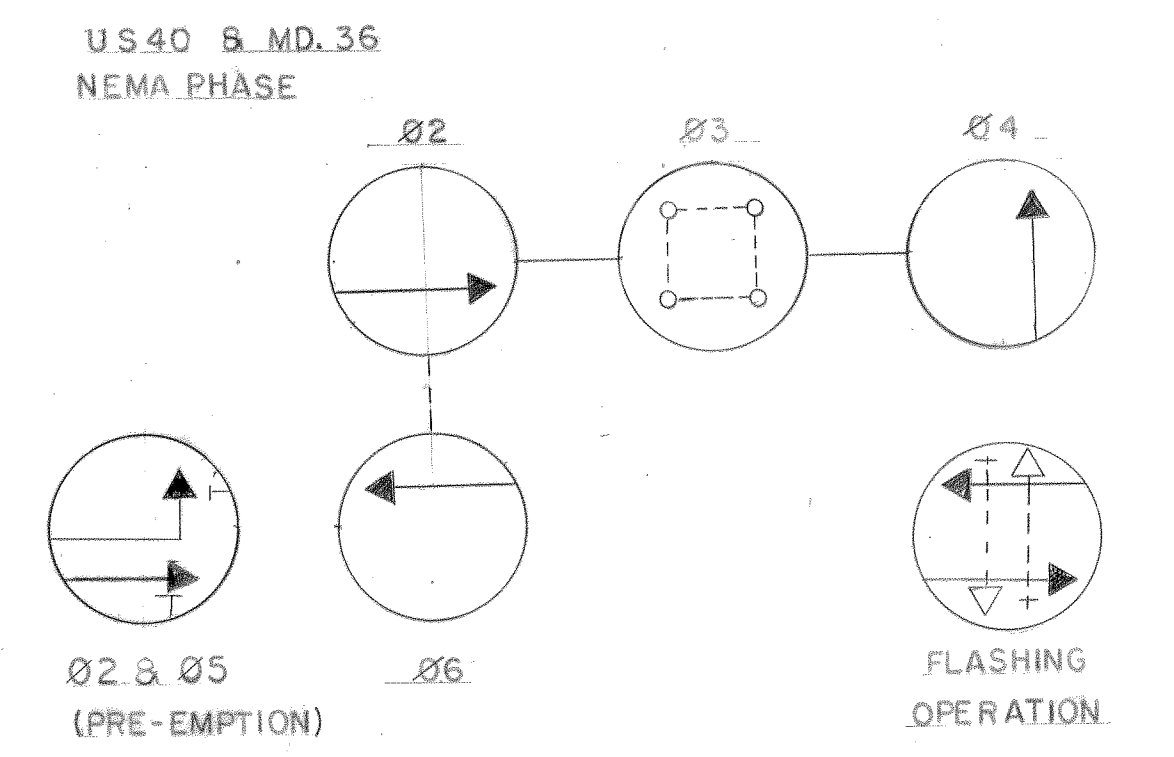 US40 & MD. 36
NEMA PHASE
Ø2
Ø3
Ø4
Ø2 & Ø5
(PRE-EMPTION)
Ø6
FLASHING
OPERATION